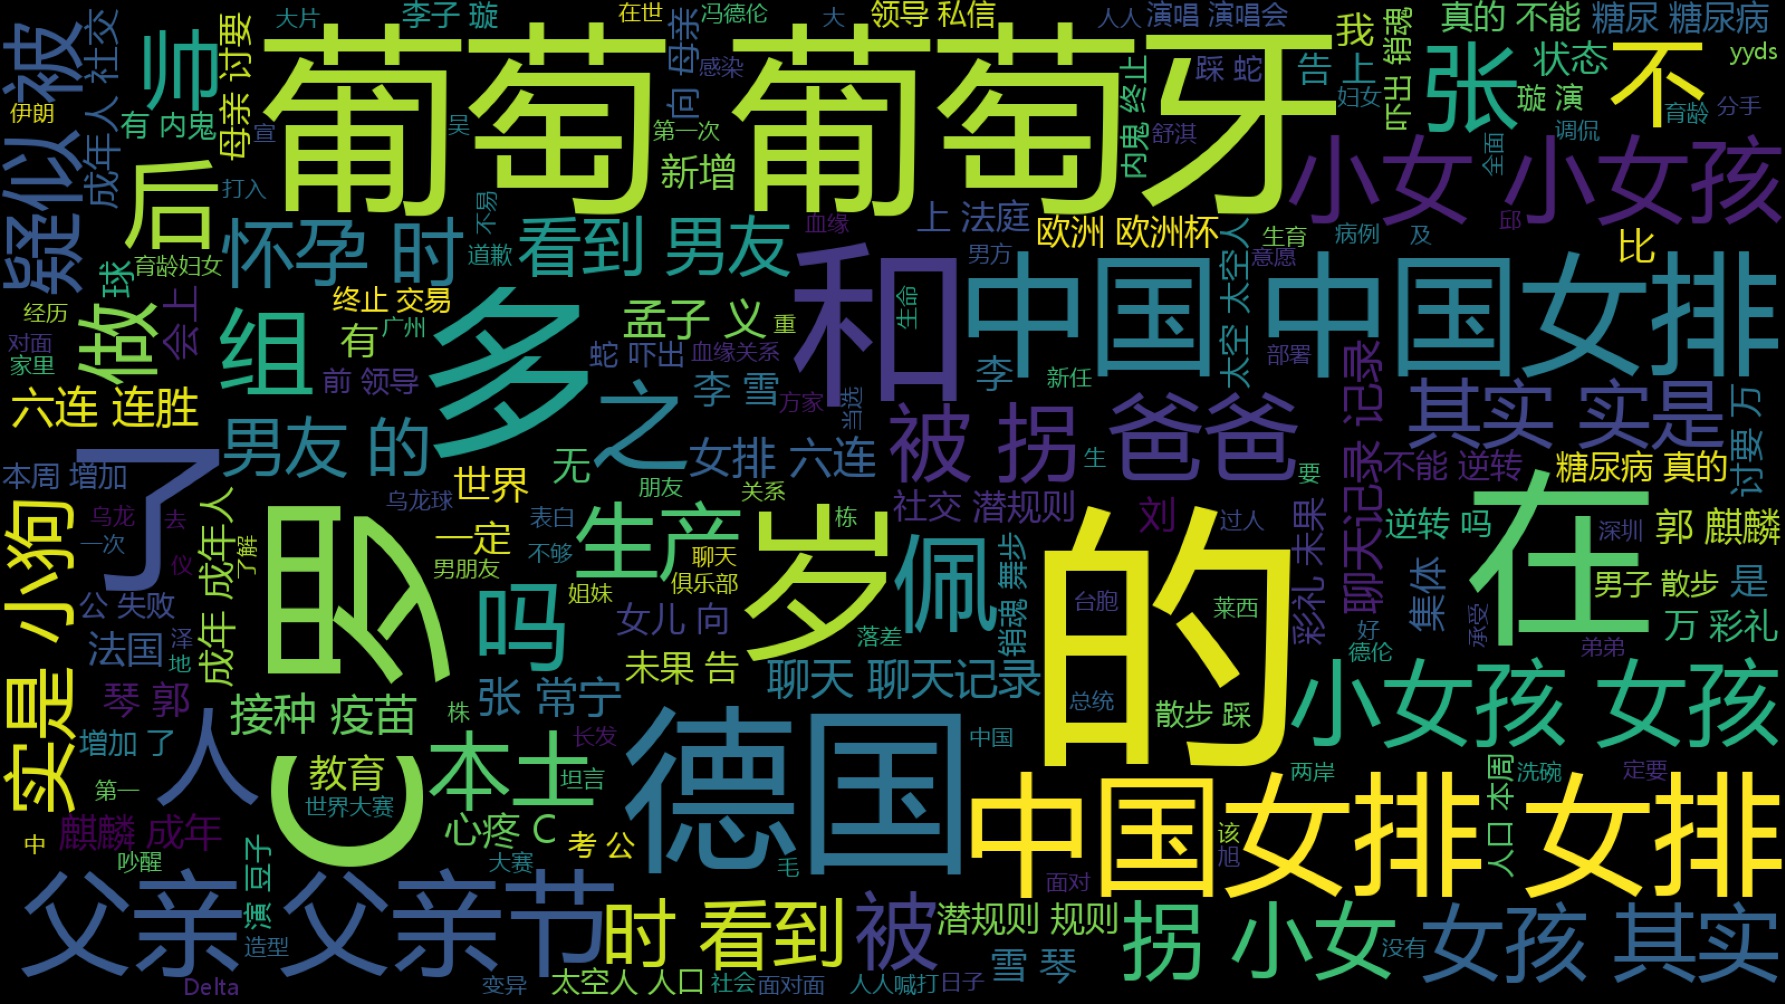 葡萄 葡萄牙
被
疑似
帅
大片
李子 璇
在世
冯德伦
大
领导 私信
人人
演唱 演唱会
我
吓出 销魂
真的 不能
糖尿 糖尿病
成年人 社交
母亲 讨要
向 母亲
感染
内鬼 终止
踩 蛇
告 上
妇女
张
状态
不
yyds
伊朗
有 内鬼
宣
吴
第一次
舒淇
璇 演
育龄
分手
调侃
全面
后
新增
小女 小女孩
打入
不易
血缘
上 法庭
欧洲 欧洲杯
太空 太空人
邱
怀孕 时
看到 男友
道歉
男方
生育
意愿
病例
及
比
育龄妇女
球
和
中国 中国女排
经历
会上
终止 交易
孟子 义
重
生命
对面
做
组
有
广州
多
蛇 吓出
血缘关系
李
部署
家里
前 领导
之
李 雪
方家
当选
新任
聊天记录 记录
六连 连胜
男友 的
女排 六连
被 拐
爸爸
其实 实是
讨要 万
本周 增加
了
世界
无
生
要
不能 逆转
糖尿病 真的
乌龙
去
乌龙球
朋友
关系
社交 潜规则
刘
过人
彩礼 未果
在
实是 小狗
一次
成年 成年人
了解
罗
一定
表白
生产
岁
栋
佩
的
逆转 吗
深圳
郭 麒麟
仪
男朋友
不够
聊天
俱乐部
销魂 舞步
集体
男子 散步
是
公 失败
吗
姐妹
女儿 向
台胞
莱西
承受
万 彩礼
法国
泽
地
未果 告
落差
好
德伦
弟弟
琴 郭
接种 疫苗
张 常宁
聊天 聊天记录
总统
散步 踩
小女孩 女孩
增加 了
人
株
德国
中国
长发
C
教育
本土
坦言
两岸
人口 本周
洗碗
定要
第一
世界大赛
中国女排 女排
中
麒麟 成年
心疼 C
考 公
该
旭
吵醒
演 豆子
大赛
毛
面对
父亲 父亲节
时 看到
被
潜规则 规则
拐 小女
没有
女孩 其实
造型
雪 琴
Delta
变异
太空人 人口
社会
面对面
人人喊打
日子